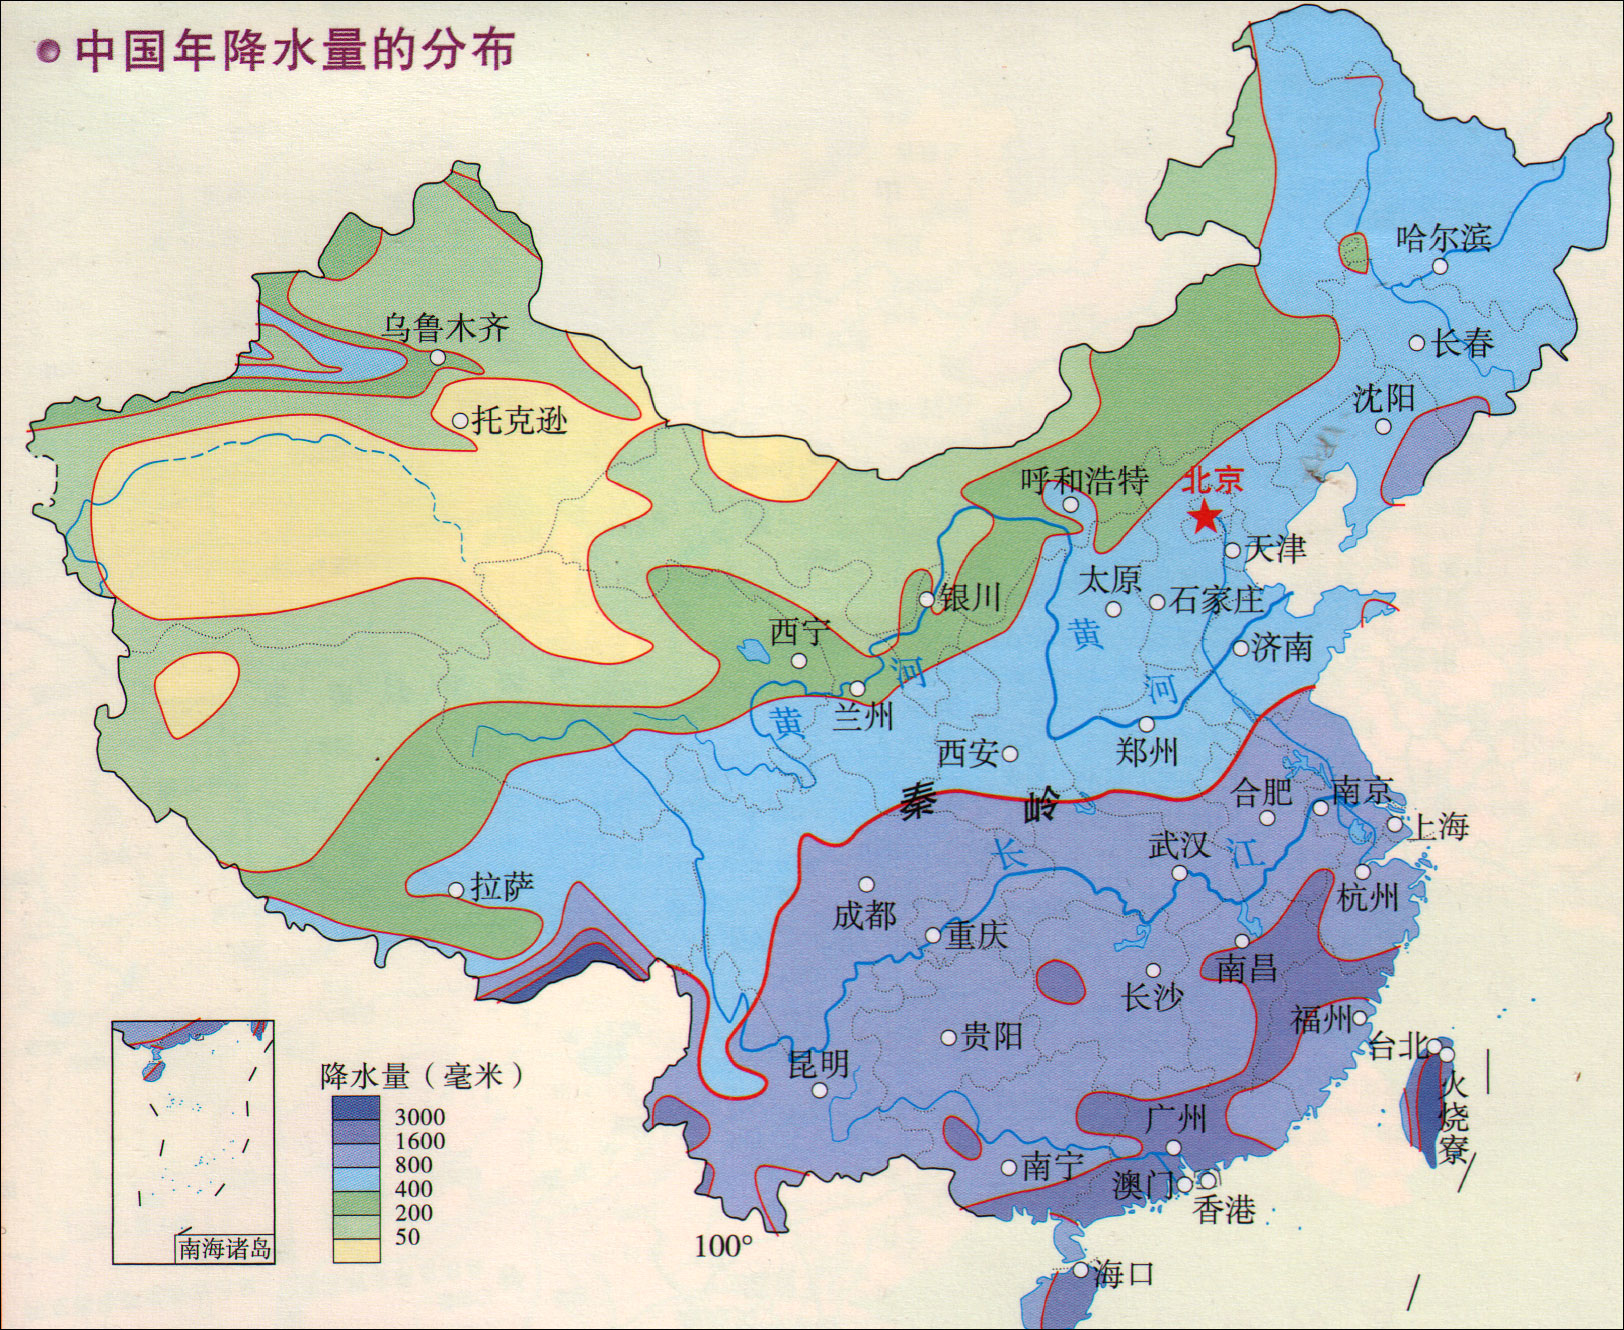 中国年降水量的分布
哈尔滨
长春
沈阳
乌鲁木齐
托克逊
呼和浩特
北京
天津
银川
太原
石家庄
黄
西宁
济南
河
河
兰州
黄
西安
郑州
秦
岭
合肥
南京
上海
长
武汉
江
拉萨
成都
杭州
重庆
南昌
长沙
福州
贵阳
台北
昆明
火烧寮
广州
南宁
澳门
香港
100°
海口
降水量（毫米）
3000
1600
800
400
200
50
南海诸岛